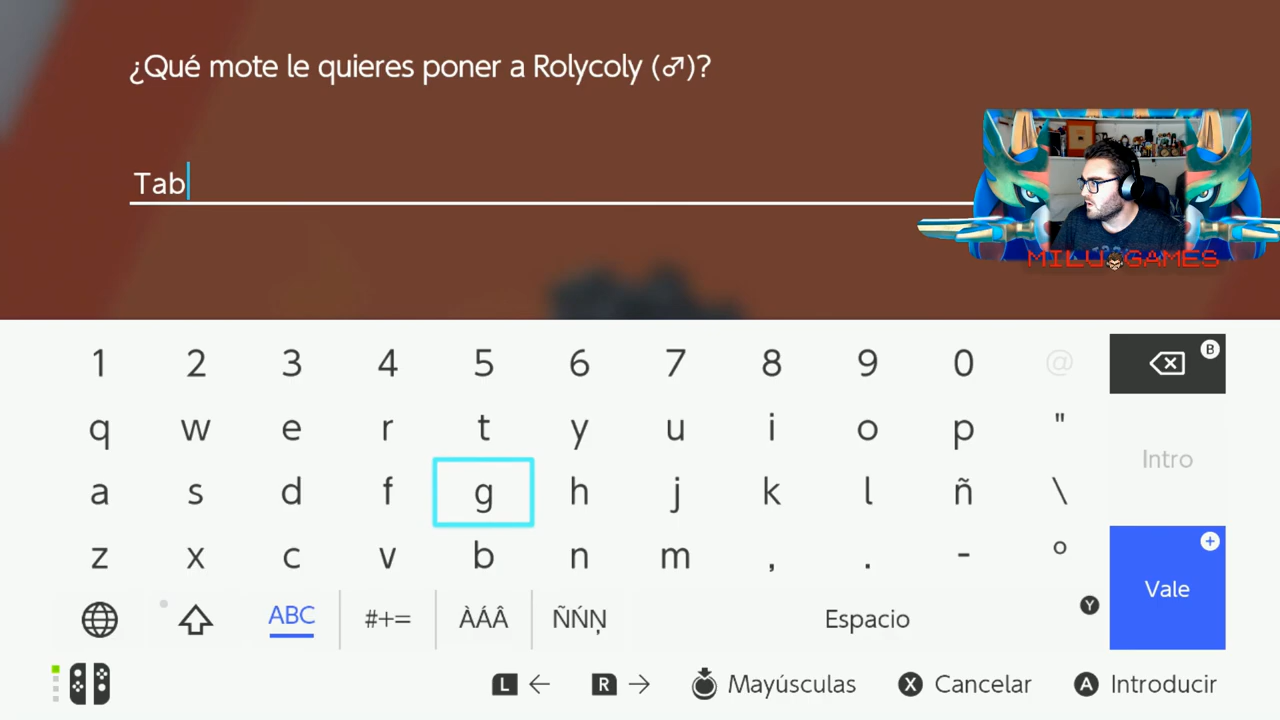 ¿Qué mote le quieres poner a Rolycoly (♂)?
Tab
MILU GAMES
1 2 3 4 5 6 7 8 9 0 @ B
q w e r t y u i o p " Intro
a s d f g h j k l ñ \
z x c v b n m , . - º + Vale
ABC #+= ÀÁÂ ÑŃŅ Espacio Y
L ← R → Mayúsculas X Cancelar A Introducir